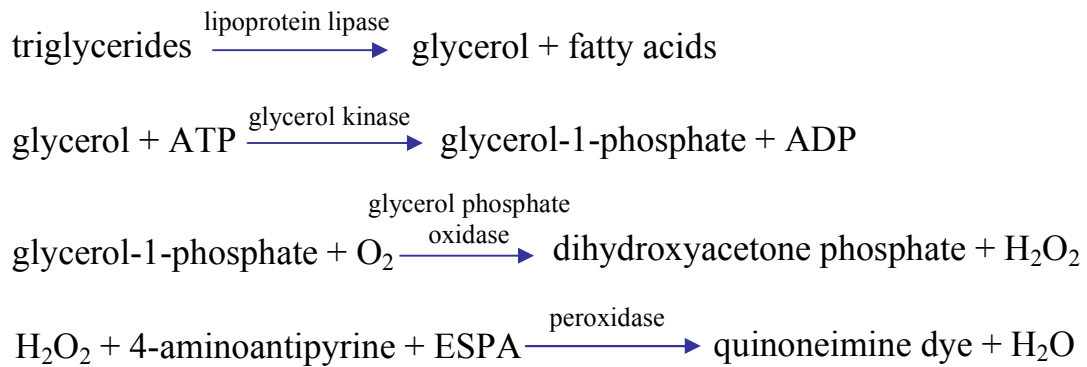 lipoprotein lipase
triglycerides → glycerol + fatty acids
glycerol kinase
glycerol + ATP → glycerol-1-phosphate + ADP
glycerol phosphate
oxidase
glycerol-1-phosphate + O₂ → dihydroxyacetone phosphate + H₂O₂
peroxidase
H₂O₂ + 4-aminoantipyrine + ESPA → quinoneimine dye + H₂O